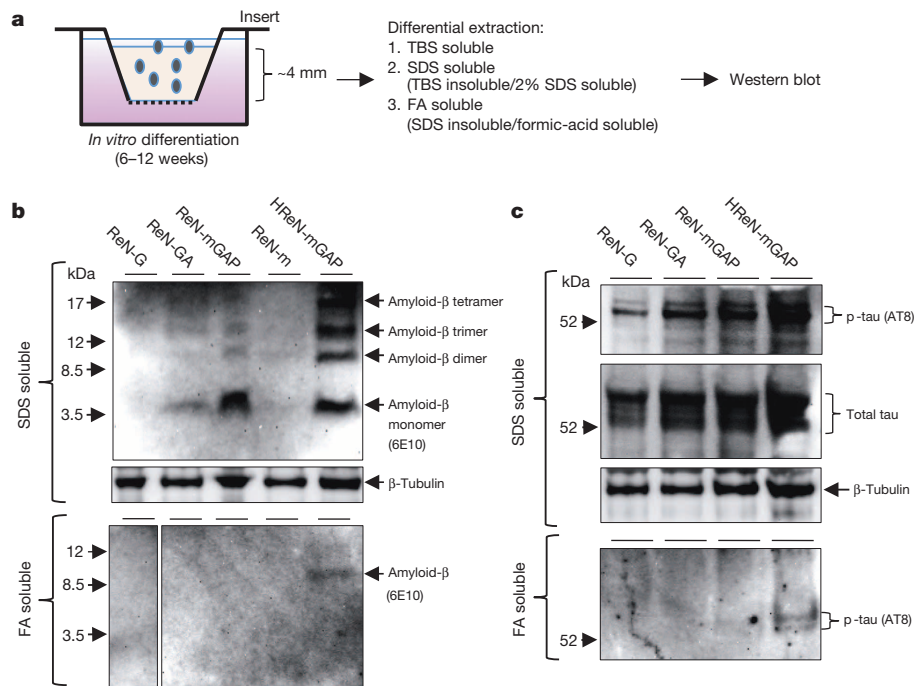 a
Insert
~4 mm
In vitro differentiation
(6–12 weeks)
Differential extraction:
1. TBS soluble
2. SDS soluble
(TBS insoluble/2% SDS soluble)
3. FA soluble
(SDS insoluble/formic-acid soluble)
Western blot
b
ReN-G
ReN-GA
ReN-mGAP
ReN-m
HReN-mGAP
kDa
17
12
8.5
3.5
SDS soluble
Amyloid-β tetramer
Amyloid-β trimer
Amyloid-β dimer
Amyloid-β
monomer
(6E10)
β-Tubulin
FA soluble
12
8.5
3.5
Amyloid-β
(6E10)
c
ReN-G
ReN-GA
ReN-mGAP
HReN-mGAP
kDa
52
p-tau (AT8)
SDS soluble
52
Total tau
β-Tubulin
FA soluble
52
p-tau (AT8)